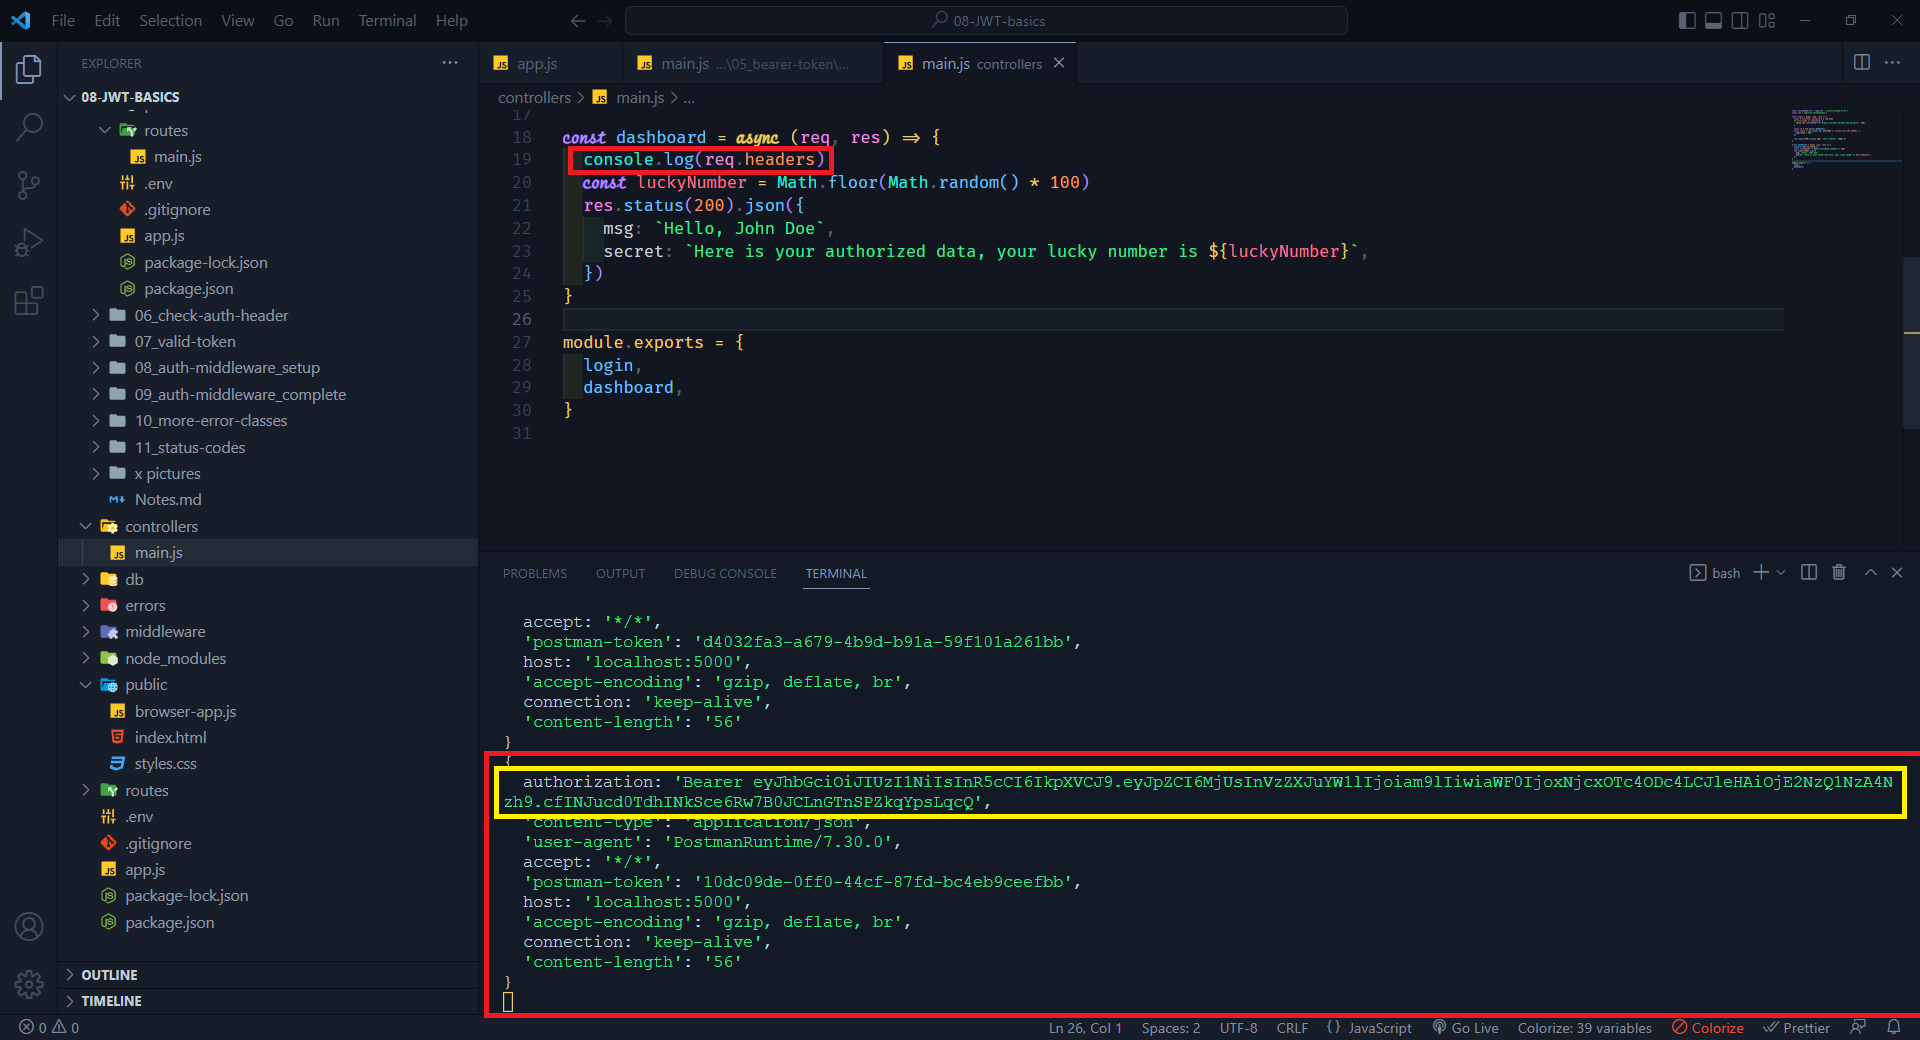 File Edit Selection View Go Run Terminal Help
08-JWT-basics
EXPLORER
08-JWT-BASICS
routes
main.js
.env
.gitignore
app.js
package-lock.json
package.json
06_check-auth-header
07_valid-token
08_auth-middleware_setup
09_auth-middleware_complete
10_more-error-classes
11_status-codes
x pictures
Notes.md
controllers
main.js
db
errors
middleware
node_modules
public
browser-app.js
index.html
styles.css
routes
.env
.gitignore
app.js
package-lock.json
package.json
OUTLINE
TIMELINE
app.js
main.js ...\05_bearer-token\...
main.js controllers
controllers > main.js > ...
17
18 const dashboard = async (req, res) => {
19 console.log(req.headers)
20 const luckyNumber = Math.floor(Math.random() * 100)
21 res.status(200).json({
22 msg: `Hello, John Doe`,
23 secret: `Here is your authorized data, your lucky number is ${luckyNumber}`,
24 })
25 }
26
27 module.exports = {
28 login,
29 dashboard,
30 }
31
PROBLEMS OUTPUT DEBUG CONSOLE TERMINAL
bash
accept: '*/*',
'postman-token': 'd4032fa3-a679-4b9d-b91a-59f101a261bb',
host: 'localhost:5000',
'accept-encoding': 'gzip, deflate, br',
connection: 'keep-alive',
'content-length': '56'
}
{
authorization: 'Bearer eyJhbGciOiJIUzI1NiIsInR5cCI6IkpXVCJ9.eyJpZCI6MjUsInVzZXJuYW1lIjoiam9lIiwiaWF0IjoxNjcxOTc4ODc4LCJleHAiOjE2NzQ1NzA4N
zh9.cfINJucd0TdhINkSce6Rw7B0JCLnGTnSPZkqYpsLqcQ',
'content-type': 'application/json',
'user-agent': 'PostmanRuntime/7.30.0',
accept: '*/*',
'postman-token': '10dc09de-0ff0-44cf-87fd-bc4eb9ceefbb',
host: 'localhost:5000',
'accept-encoding': 'gzip, deflate, br',
connection: 'keep-alive',
'content-length': '56'
}
0 0
Ln 26, Col 1 Spaces: 2 UTF-8 CRLF {} JavaScript Go Live Colorize: 39 variables Colorize Prettier